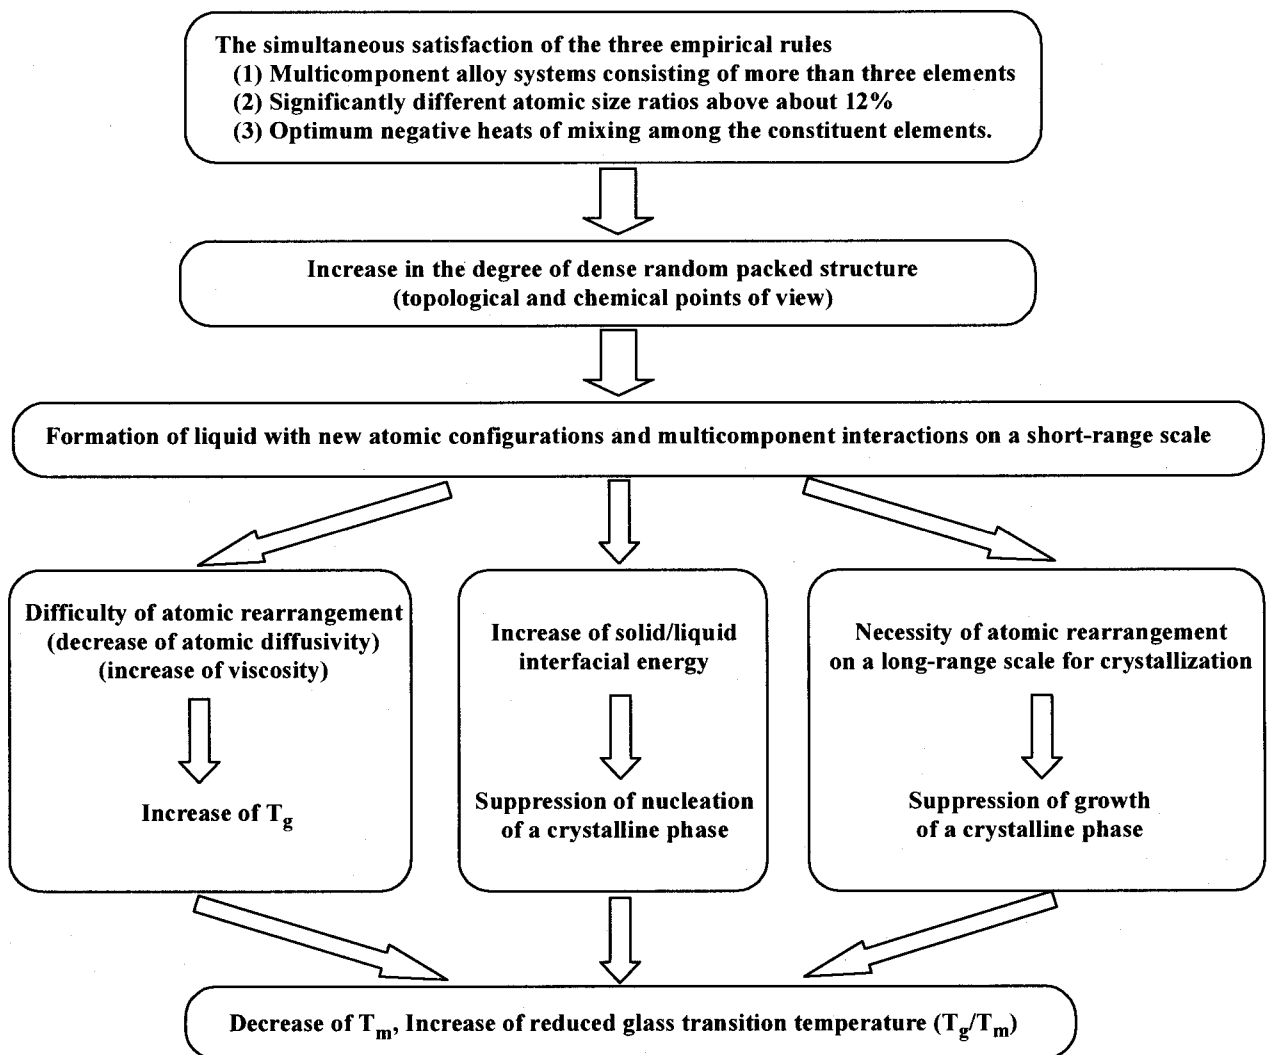 The simultaneous satisfaction of the three empirical rules
(1) Multicomponent alloy systems consisting of more than three elements
(2) Significantly different atomic size ratios above about 12%
(3) Optimum negative heats of mixing among the constituent elements.
Increase in the degree of dense random packed structure
(topological and chemical points of view)
Formation of liquid with new atomic configurations and multicomponent interactions on a short-range scale
Difficulty of atomic rearrangement
(decrease of atomic diffusivity)
(increase of viscosity)
Increase of Tg
Increase of solid/liquid
interfacial energy
Suppression of nucleation
of a crystalline phase
Necessity of atomic rearrangement
on a long-range scale for crystallization
Suppression of growth
of a crystalline phase
Decrease of Tm, Increase of reduced glass transition temperature (Tg/Tm)